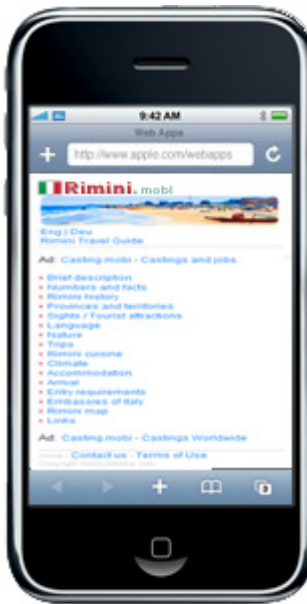 3G 9:42 AM
Web Apps
http://www.apple.com/webapps
Rimini.mobi
Eng | Deu
Rimini Travel Guide
Ad: Casting.mobi - Castings and jobs
Brief description
Numbers and facts
Rimini history
Provinces and territories
Sights / Tourist attractions
Language
Nature
Trips
Rimini cuisine
Climate
Accommodation
Arrival
Entry requirements
Embassies of Italy
Rimini map
Links
Ad: Casting.mobi - Castings Worldwide
Contact us | Terms of Use